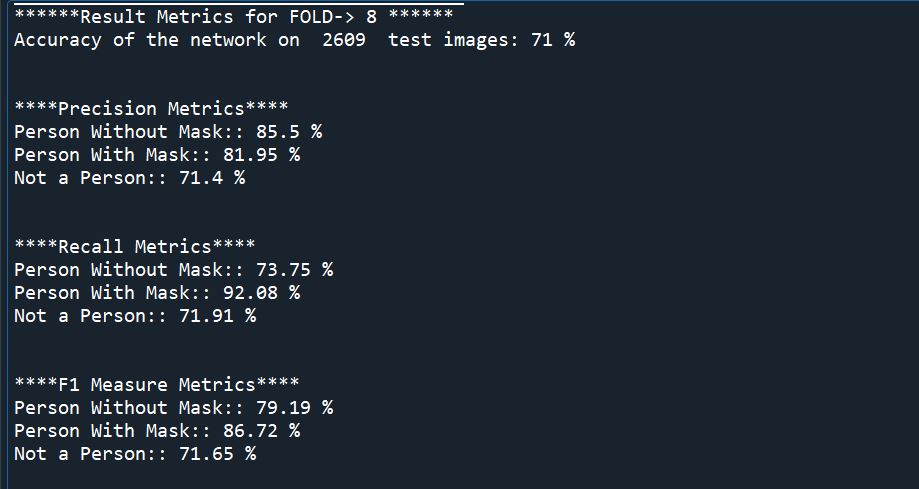 ******Result Metrics for FOLD-> 8 ******
Accuracy of the network on  2609  test images: 71 %
****Precision Metrics****
Person Without Mask:: 85.5 %
Person With Mask:: 81.95 %
Not a Person:: 71.4 %
****Recall Metrics****
Person Without Mask:: 73.75 %
Person With Mask:: 92.08 %
Not a Person:: 71.91 %
****F1 Measure Metrics****
Person Without Mask:: 79.19 %
Person With Mask:: 86.72 %
Not a Person:: 71.65 %